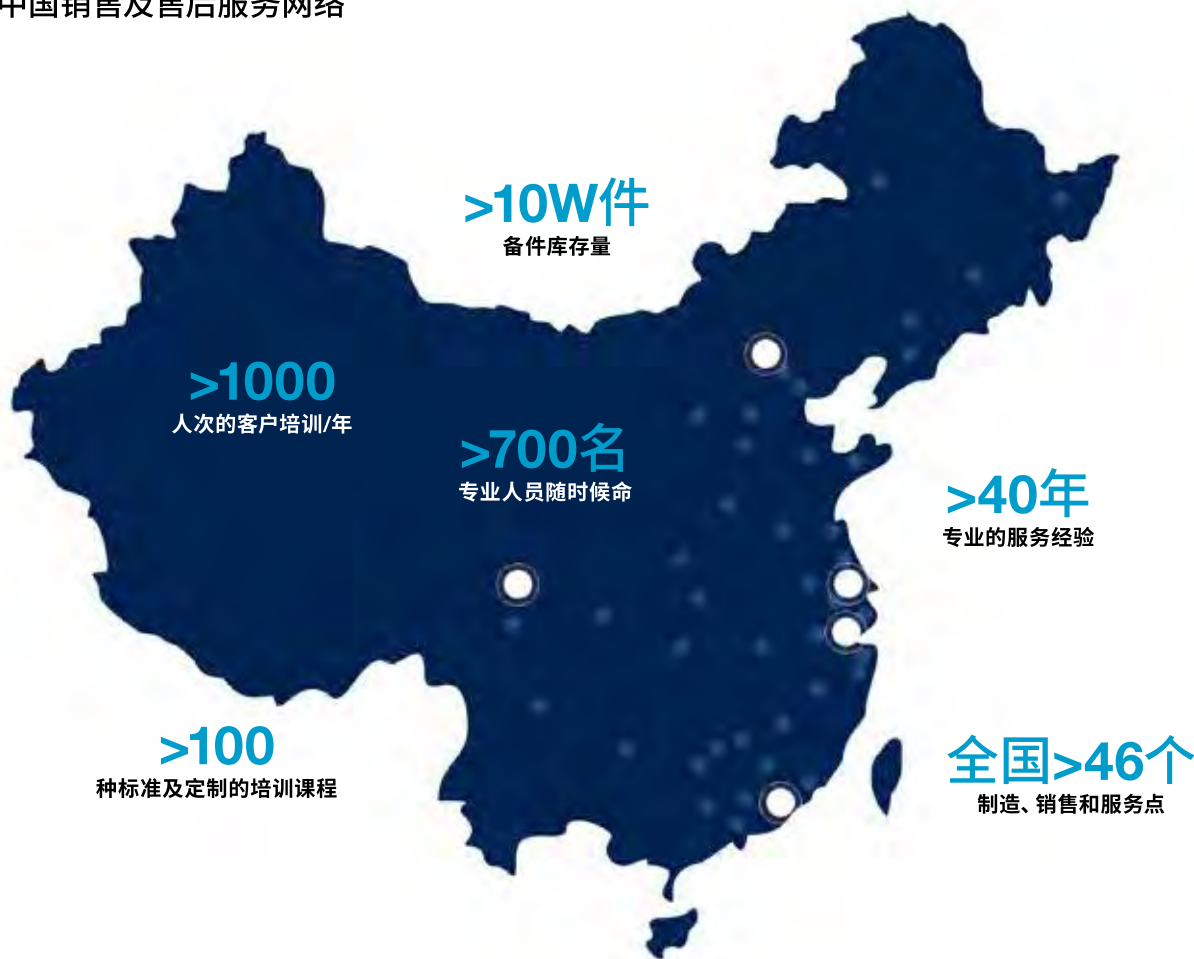 中国销售及售后服务网络
>10W件
备件库存量
>1000
人次的客户培训/年
>700名
专业人员随时候命
>40年
专业的服务经验
>100
种标准及定制的培训课程
全国>46个
制造、销售和服务点